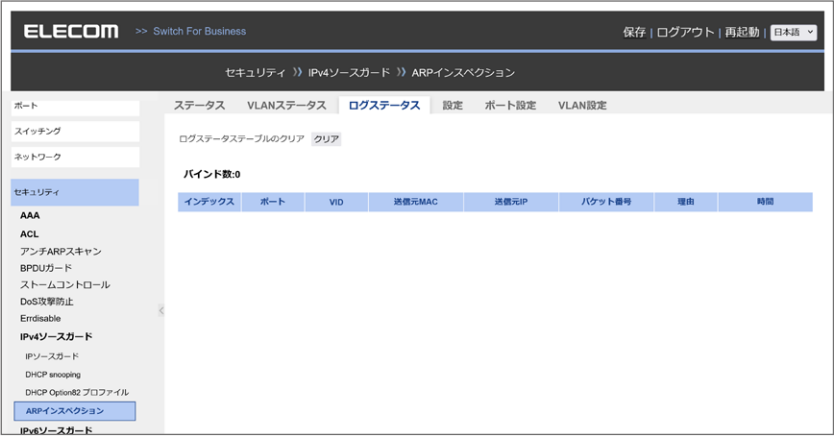 ELECOM >> Switch For Business 保存 | ログアウト | 再起動 | 日本語
セキュリティ 》 IPv4ソースガード 》 ARPインスペクション
ポート
スイッチング
ネットワーク
セキュリティ
AAA
ACL
アンチARPスキャン
BPDUガード
ストームコントロール
DoS攻撃防止
Errdisable
IPv4ソースガード
IPソースガード
DHCP snooping
DHCP Option82 プロファイル
ARPインスペクション
IPv6ソースガード
ステータス VLANステータス ログステータス 設定 ポート設定 VLAN設定
ログステータステーブルのクリア クリア
バインド数:0
インデックス ポート VID 送信元MAC 送信元IP パケット番号 理由 時間